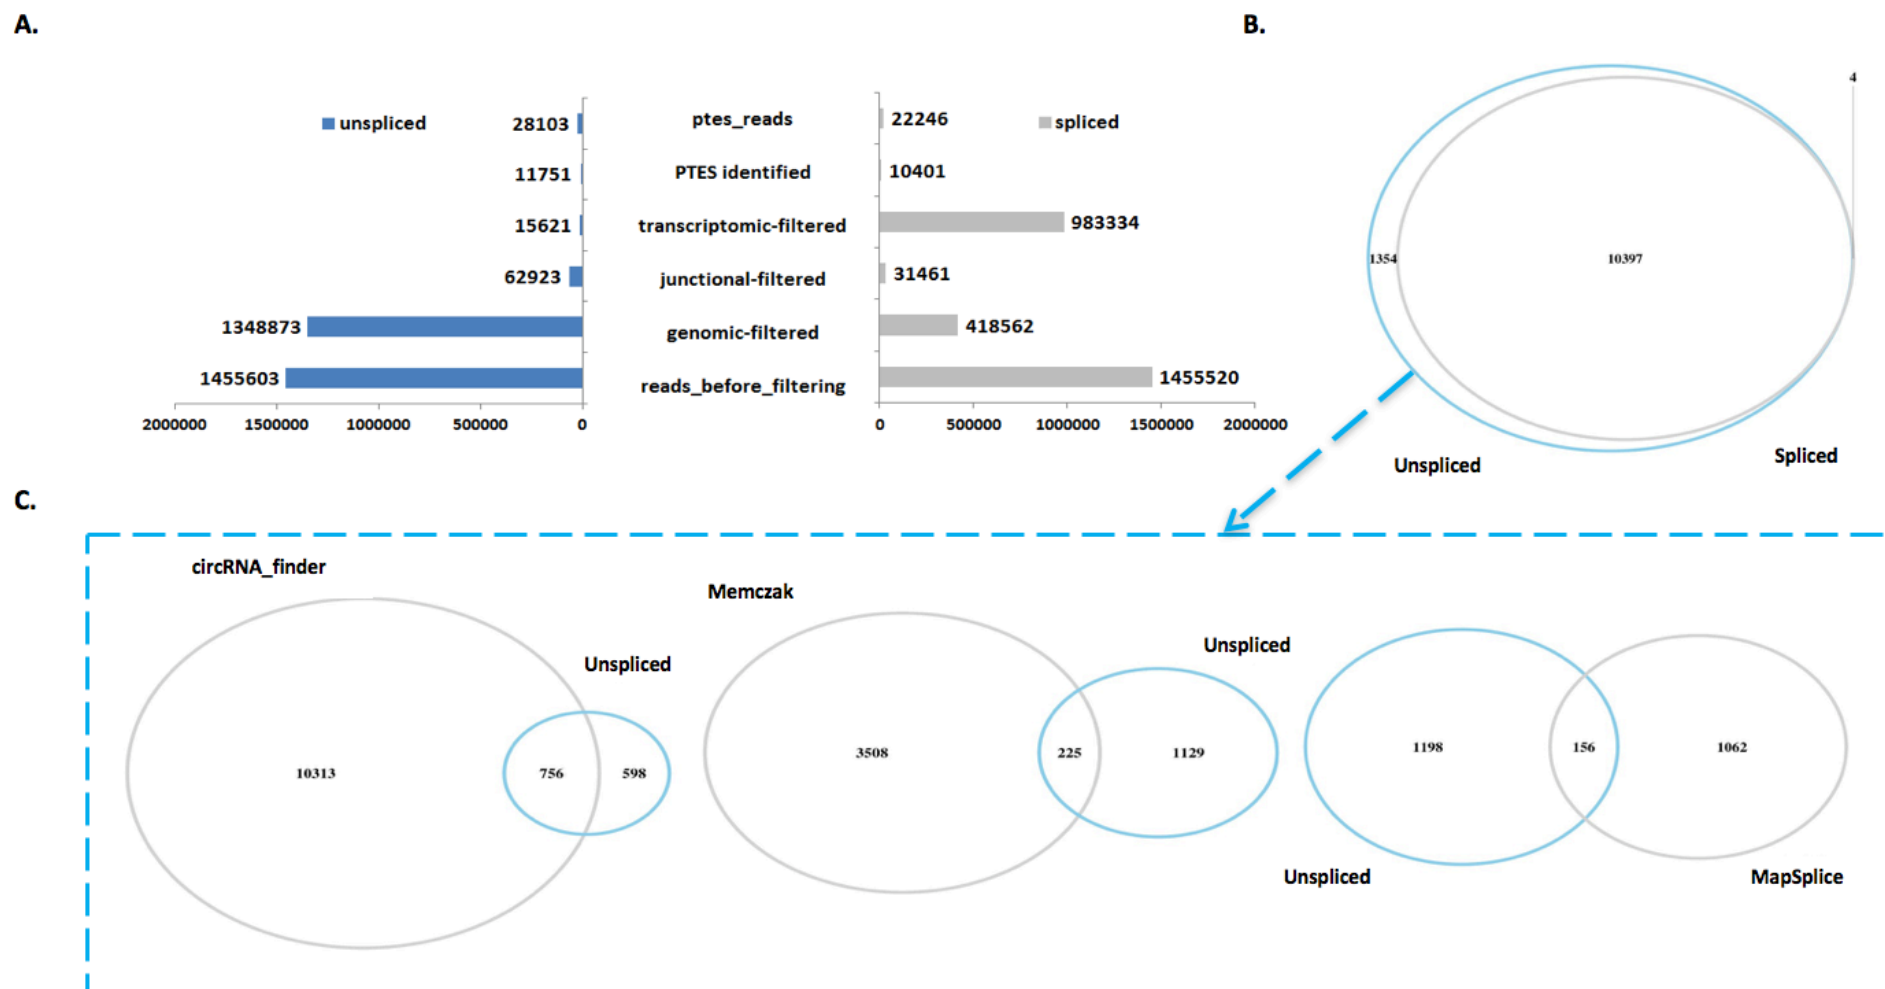 A.
B.
4
unspliced
28103
ptes_reads
22246
spliced
11751
PTES identified
10401
15621
transcriptomic-filtered
983334
62923
junctional-filtered
31461
1354
10397
1348873
genomic-filtered
418562
1455603
reads_before_filtering
1455520
2000000 1500000 1000000 500000 0
0 500000 1000000 1500000 2000000
Unspliced
Spliced
C.
circRNA_finder
Unspliced
10313
756
598
Memczak
Unspliced
3508
225
1129
1198
156
1062
Unspliced
MapSplice